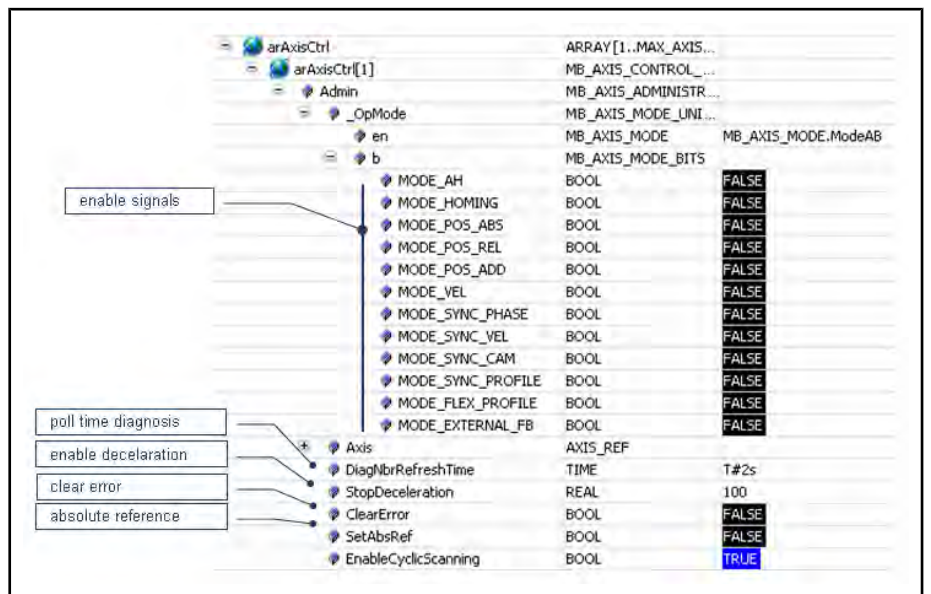 arAxisCtrl ARRAY[1..MAX_AXIS...
arAxisCtrl[1] MB_AXIS_CONTROL_...
Admin MB_AXIS_ADMINISTR...
_OpMode MB_AXIS_MODE_UNI...
en MB_AXIS_MODE MB_AXIS_MODE.ModeAB
b MB_AXIS_MODE_BITS
MODE_AH BOOL FALSE
enable signals MODE_HOMING BOOL FALSE
MODE_POS_ABS BOOL FALSE
MODE_POS_REL BOOL FALSE
MODE_POS_ADD BOOL FALSE
MODE_VEL BOOL FALSE
MODE_SYNC_PHASE BOOL FALSE
MODE_SYNC_VEL BOOL FALSE
MODE_SYNC_CAM BOOL FALSE
MODE_SYNC_PROFILE BOOL FALSE
MODE_FLEX_PROFILE BOOL FALSE
poll time diagnosis MODE_EXTERNAL_FB BOOL FALSE
enable decelaration Axis AXIS_REF
DiagNbrRefreshTime TIME T#2s
clear error StopDeceleration REAL 100
absolute reference ClearError BOOL FALSE
SetAbsRef BOOL FALSE
EnableCyclicScanning BOOL TRUE